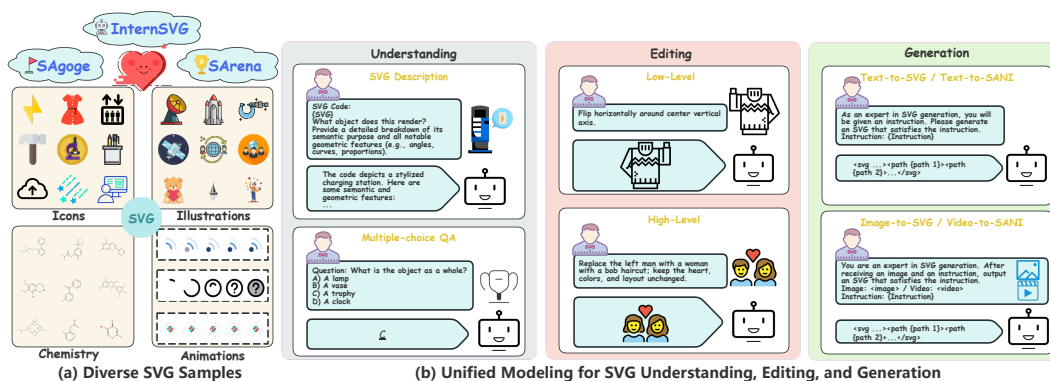 InternSVG
SAgoge
SArena
Icons
Illustrations
SVG
Chemistry
Animations
(a) Diverse SVG Samples
Understanding
SVG Description
SVG Code:
{SVG}
What object does this render?
Provide a detailed breakdown of its
semantic purpose and all notable
geometric features (e.g., angles,
curves, proportions).
The code depicts a stylized
charging station. Here are
some semantic and
geometric features:
...
Multiple-choice QA
Question: What is the object as a whole?
A) A lamp
B) A vase
C) A trophy
D) A clock
C
Editing
Low-Level
Flip horizontally around center vertical
axis.
High-Level
Replace the left man with a woman
with a bob haircut; keep the heart,
colors, and layout unchanged.
Generation
Text-to-SVG / Text-to-SANI
As an expert in SVG generation, you will
be given an instruction. Please generate
an SVG that satisfies the instruction.
Instruction: {Instruction}
<svg ...><path {path 1}><path
{path 2}>...</svg>
Image-to-SVG / Video-to-SANI
You are an expert in SVG generation. After
receiving an image and an instruction, output
an SVG that satisfies the instruction.
Image: <image> / Video: <video>
Instruction: {Instruction}
<svg ...><path {path 1}><path
{path 2}>...</svg>
(b) Unified Modeling for SVG Understanding, Editing, and Generation